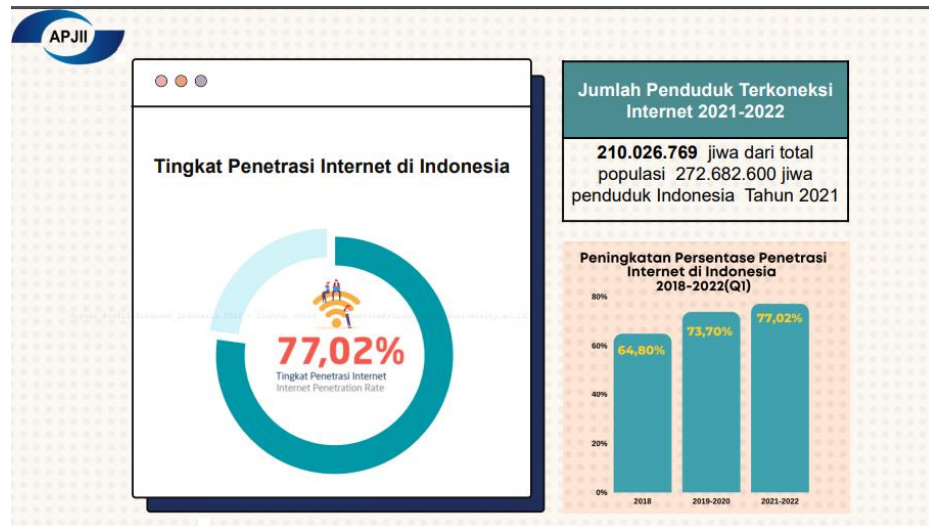 APJII
Tingkat Penetrasi Internet di Indonesia
77,02%
Tingkat Penetrasi Internet
Internet Penetration Rate
Jumlah Penduduk Terkoneksi
Internet 2021-2022
210.026.769 jiwa dari total
populasi 272.682.600 jiwa
penduduk Indonesia Tahun 2021
Peningkatan Persentase Penetrasi
Internet di Indonesia
2018-2022(Q1)
80%
60%
40%
20%
0%
64,80%
73,70%
77,02%
2018
2019-2020
2021-2022